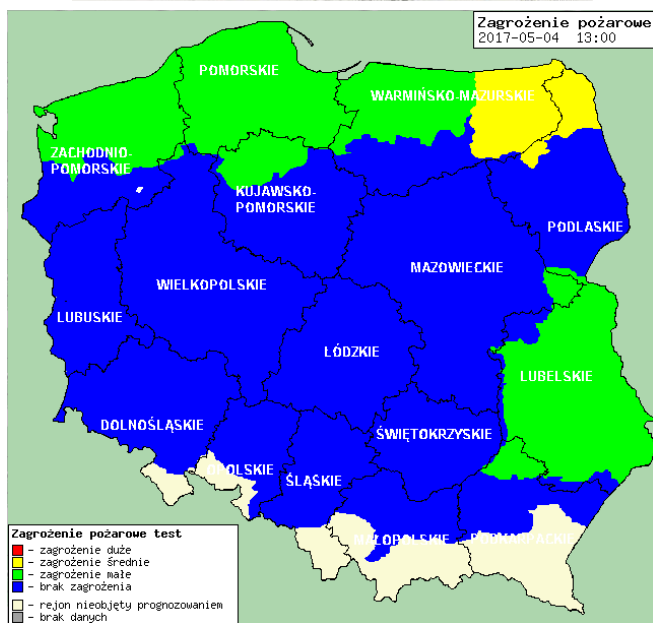 Zagrożenie pożarowe
2017-05-04 13:00
POMORSKIE
WARMIŃSKO-MAZURSKIE
ZACHODNIO-
POMORSKIE
KUJAWSKO-
POMORSKIE
PODLASKIE
MAZOWIECKIE
WIELKOPOLSKIE
LUBUSKIE
ŁÓDZKIE
LUBELSKIE
DOLNOŚLĄSKIE
ŚWIĘTOKRZYSKIE
OPOLSKIE
ŚLĄSKIE
MAŁOPOLSKIE
PODKARPACKIE
Zagrożenie pożarowe test
– zagrożenie duże
– zagrożenie średnie
– zagrożenie małe
– brak zagrożenia
– rejon nieobjęty prognozowaniem
– brak danych